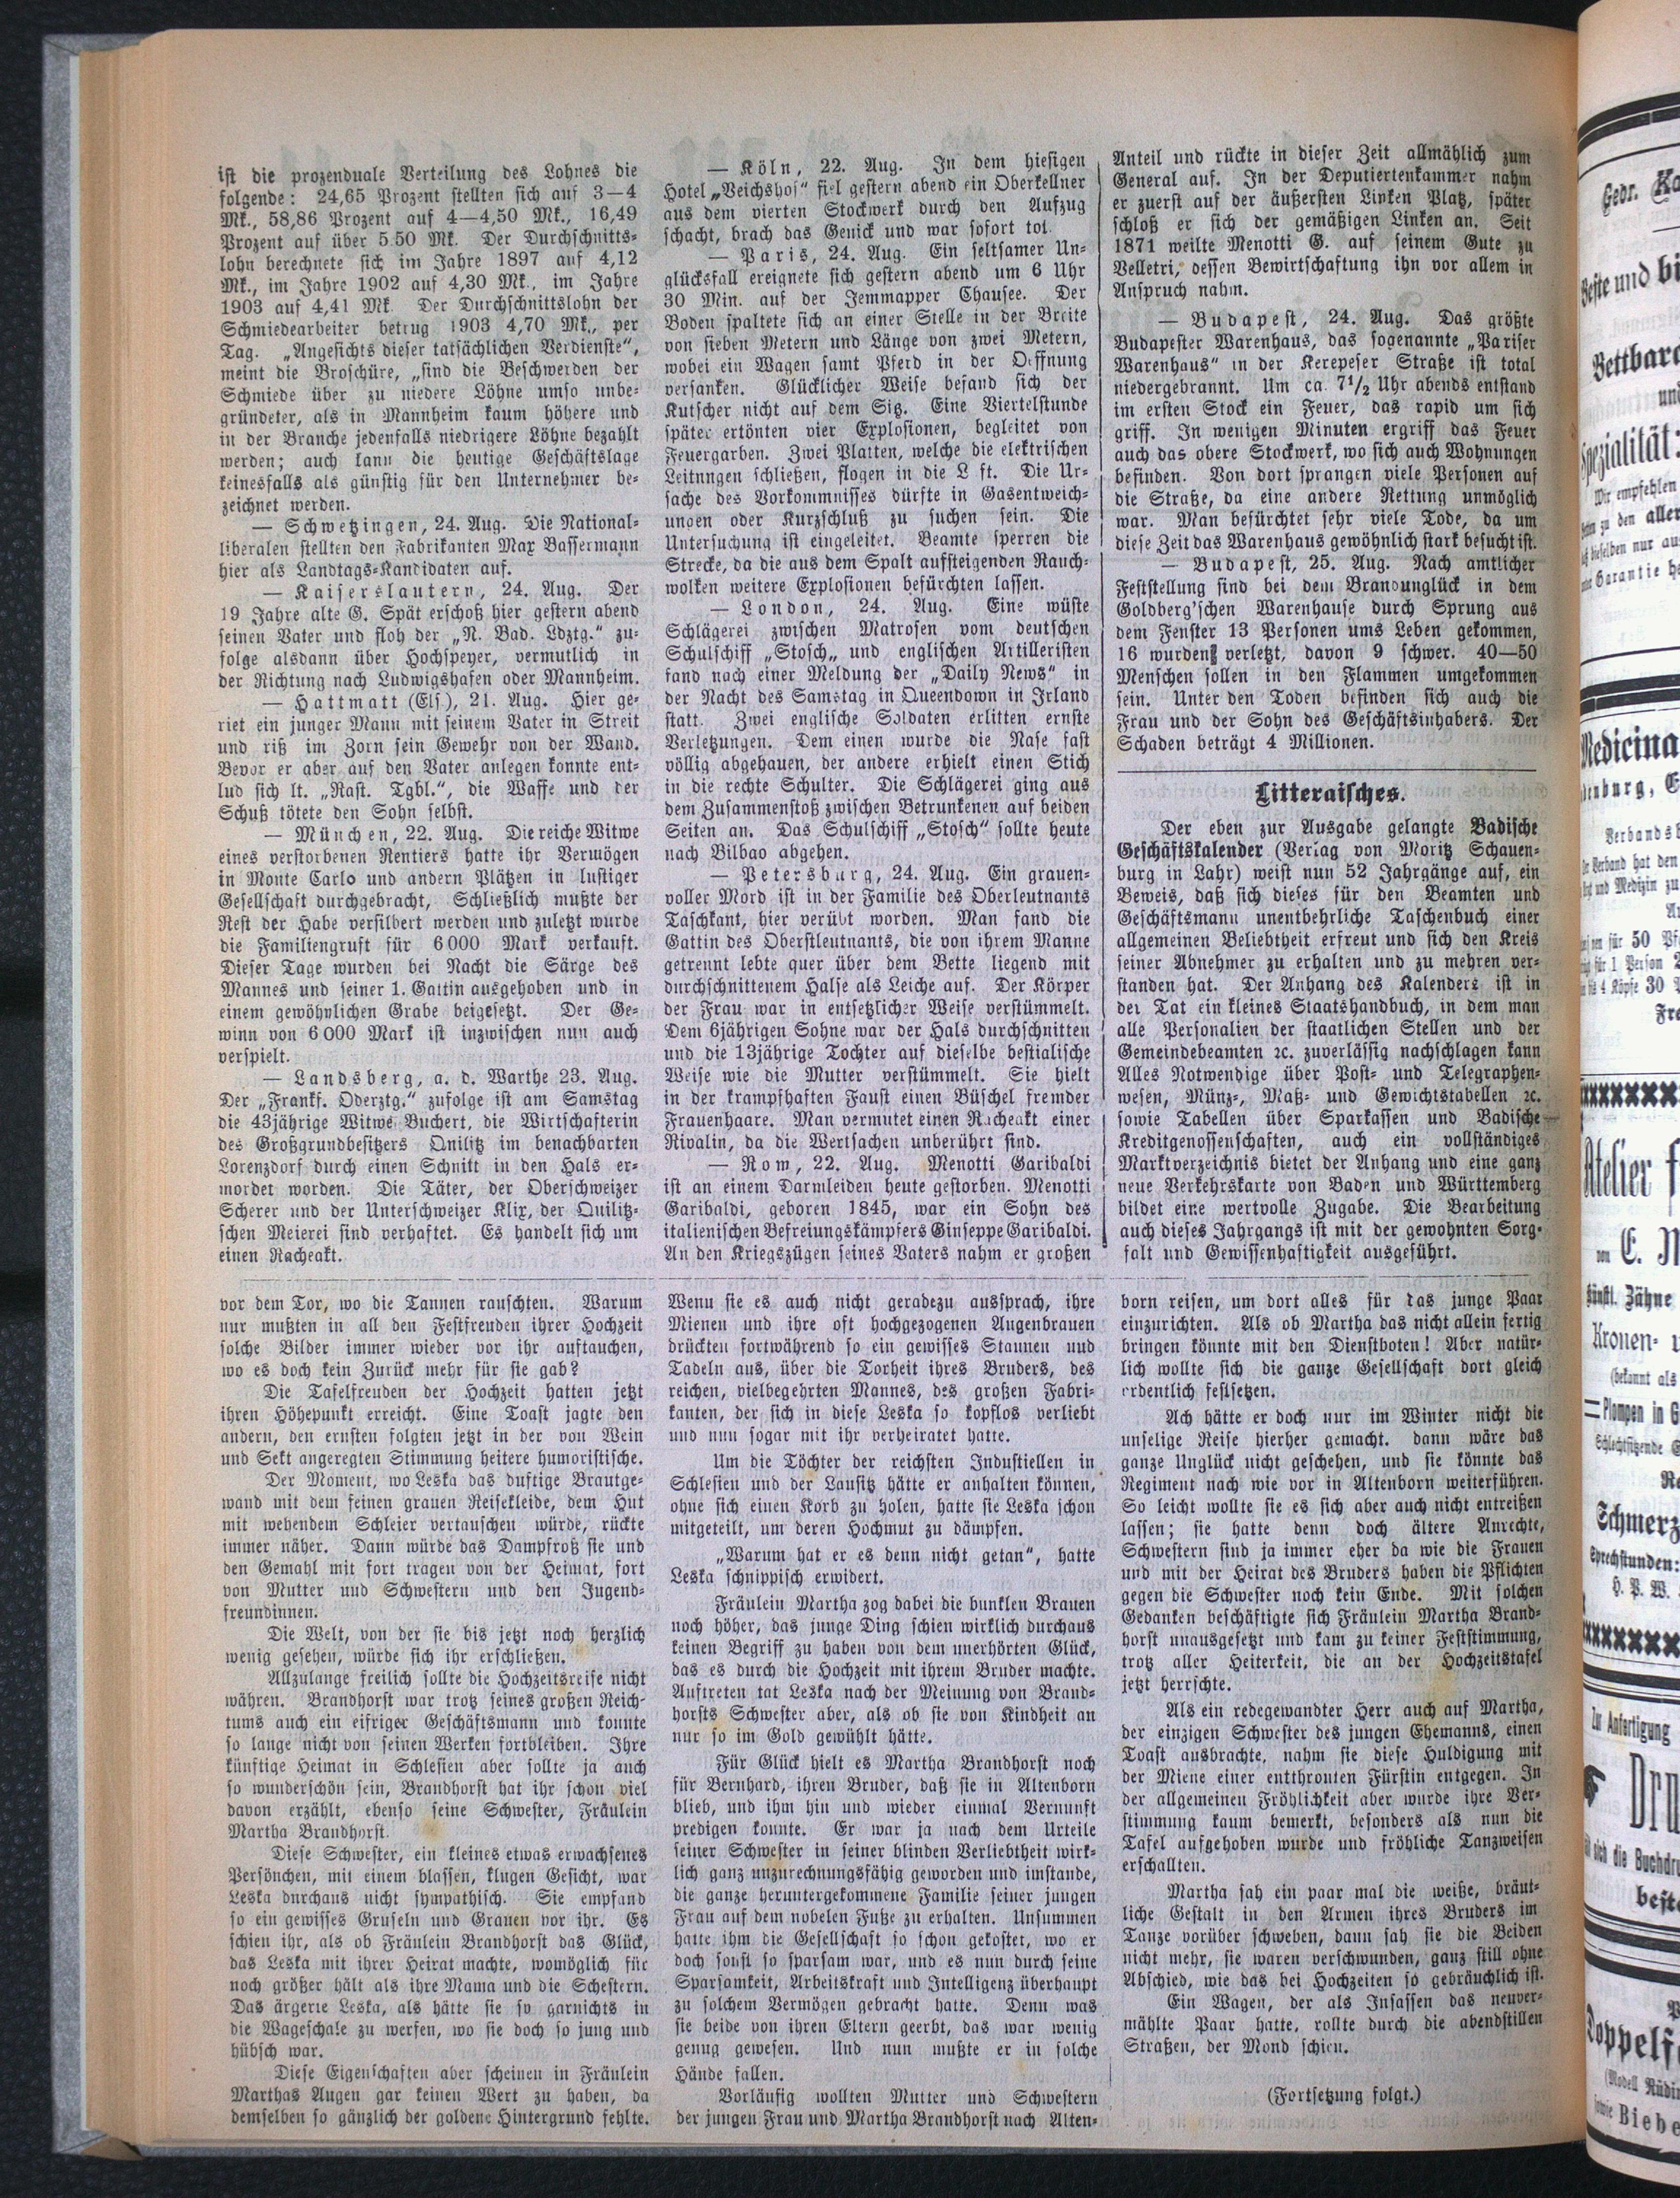 ist die prozenduale Verteilung des Lohnes die
folgende: 24,65 Prozent stellten sich auf 3—4
Mk., 58,86 Prozent auf 4—4,50 Mk., 16,49
Prozent auf über 5.50 Mk. Der Durchschnitts-
lohn berechnete sich im Jahre 1897 auf 4,12
Mk., im Jahre 1902 auf 4,30 Mk., im Jahre
1903 auf 4,41 Mk. Der Durchschnittslohn der
Schmiedearbeiter betrug 1903 4,70 Mk., per
Tag. „Angesichts dieser tatsächlichen Verdienste“,
meint die Broschüre, „sind die Beschwerden der
Schmiede über zu niedere Löhne umso unbe-
gründeter, als in Mannheim kaum höhere und
in der Branche jedenfalls niedrigere Löhne bezahlt
werden; auch kann die heutige Geschäftslage
keinesfalls als günstig für den Unternehmer be-
zeichnet werden.
— Schwetzingen, 24. Aug. Die National-
liberalen stellten den Fabrikanten Max Bassermann
hier als Landtags-Kandidaten auf.
— Kaiserslautern, 24. Aug. Der
19 Jahre alte G. Spät erschoß hier gestern abend
seinen Vater und floh der „N. Bad. Ldztg.“ zu-
folge alsdann über Hochspeyer, vermutlich in
der Richtung nach Ludwigshafen oder Mannheim.
— Hattmatt (Els.), 21. Aug. Hier ge-
riet ein junger Mann mit seinem Vater in Streit
und riß im Zorn sein Gewehr von der Wand.
Bevor er aber auf den Vater anlegen konnte ent-
lud sich lt. „Rast. Tgbl.“, die Waffe und der
Schuß tötete den Sohn selbst.
— München, 22. Aug. Die reiche Witwe
eines verstorbenen Rentiers hatte ihr Vermögen
in Monte Carlo und andern Plätzen in lustiger
Gesellschaft durchgebracht, Schließlich mußte der
Rest der Habe versilbert werden und zuletzt wurde
die Familiengruft für 6000 Mark verkauft.
Dieser Tage wurden bei Nacht die Särge des
Mannes und seiner 1. Gattin ausgehoben und in
einem gewöhnlichen Grabe beigesetzt. Der Ge-
winn von 6000 Mark ist inzwischen nun auch
verspielt.
— Landsberg, a. d. Warthe 23. Aug.
Der „Frankf. Oderztg.“ zufolge ist am Samstag
die 43jährige Witwe Buchert, die Wirtschafterin
des Großgrundbesitzers Qnilitz im benachbarten
Lorenzdorf durch einen Schnitt in den Hals er-
mordet worden. Die Täter, der Oberschweizer
Scherer und der Unterschweizer Klix, der Quilitz-
schen Meierei sind verhaftet. Es handelt sich um
einen Racheakt.
— Köln, 22. Aug. In dem hiesigen
Hotel „Reichshof“ fiel gestern abend ein Oberkellner
aus dem vierten Stockwerk durch den Aufzug
schacht, brach das Genick und war sofort tot.
— Paris, 24. Aug. Ein seltsamer Un-
glücksfall ereignete sich gestern abend um 6 Uhr
30 Min. auf der Jemmapper Chausee. Der
Boden spaltete sich an einer Stelle in der Breite
von sieben Metern und Länge von zwei Metern,
wobei ein Wagen samt Pferd in der Oeffnung
versanken. Glücklicher Weise befand sich der
Kutscher nicht auf dem Sitz. Eine Viertelstunde
später ertönten vier Explosionen, begleitet von
Feuergarben. Zwei Platten, welche die elektrischen
Leitungen schließen, flogen in die L ft. Die Ur-
sache des Vorkommnisses dürfte in Gasentweich-
ungen oder Kurzschluß zu suchen sein. Die
Untersuchung ist eingeleitet. Beamte sperren die
Strecke, da die aus dem Spalt aufsteigenden Rauch-
wolken weitere Explosionen befürchten lassen.
— London, 24. Aug. Eine wüste
Schlägerei zwischen Matrosen vom deutschen
Schulschiff „Stosch„ und englischen Artilleristen
fand nach einer Meldung der „Daily News“ in
der Nacht des Samstag in Queendown in Irland
statt. Zwei englische Soldaten erlitten ernste
Verletzungen. Dem einen wurde die Nase fast
völlig abgehauen, der andere erhielt einen Stich
in die rechte Schulter. Die Schlägerei ging aus
dem Zusammenstoß zwischen Betrunkenen auf beiden
Seiten an. Das Schulschiff „Stosch“ sollte heute
nach Bilbao abgehen.
— Petersburg, 24. Aug. Ein grauen-
voller Mord ist in der Familie des Oberleutnants
Taschkant, hier verübt worden. Man fand die
Gattin des Oberstleutnants, die von ihrem Manne
getrennt lebte quer über dem Bette liegend mit
durchschnittenem Halse als Leiche auf. Der Körper
der Frau war in entsetzlicher Weise verstümmelt.
Dem 6jährigen Sohne war der Hals durchschnitten
und die 13jährige Tochter auf dieselbe bestialische
Weise wie die Mutter verstümmelt. Sie hielt
in der krampfhaften Faust einen Büschel fremder
Frauenhaare. Man vermutet einen Racheakt einer
Rivalin, da die Wertsachen unberührt sind.
— Rom, 22. Aug. Menotti Garibaldi
ist an einem Darmleiden heute gestorben. Menotti
Garibaldi, geboren 1845, war ein Sohn des
italienischen Befreiungskämpfers Giuseppe Garibaldi.
An den Kriegszügen seines Vaters nahm er großen
Anteil und rückte in dieser Zeit allmählich zum
General auf. In der Deputiertenkammer nahm
er zuerst auf der äußersten Linken Platz, später
schloß er sich der gemäßigen Linken an. Seit
1871 weilte Menotti G. auf seinem Gute zu
Velletri, dessen Bewirtschaftung ihn vor allem in
Anspruch nahm.
— Budapest, 24. Aug. Das größte
Budapester Warenhaus, das sogenannte „Pariser
Warenhaus“ in der Kerepeser Straße ist total
niedergebrannt. Um ca. 7½ Uhr abends entstand
im ersten Stock ein Feuer, das rapid um sich
griff. In wenigen Minuten ergriff das Feuer
auch das obere Stockwerk, wo sich auch Wohnungen
befinden. Von dort sprangen viele Personen auf
die Straße, da eine andere Rettung unmöglich
war. Man befürchtet sehr viele Tode, da um
diese Zeit das Warenhaus gewöhnlich stark besucht ist.
— Budapest, 25. Aug. Nach amtlicher
Feststellung sind bei dem Brandunglück in dem
Goldberg'schen Warenhause durch Sprung aus
dem Fenster 13 Personen ums Leben gekommen,
16 wurden verletzt, davon 9 schwer. 40—50
Menschen sollen in den Flammen umgekommen
sein. Unter den Toden befinden sich auch die
Frau und der Sohn des Geschäftsinhabers. Der
Schaden beträgt 4 Millionen.
Litteraisches.
Der eben zur Ausgabe gelangte Badische
Geschäftskalender (Verlag von Moritz Schauen-
burg in Lahr) weist nun 52 Jahrgänge auf, ein
Beweis, daß sich dieses für den Beamten und
Geschäftsmann unentbehrliche Taschenbuch einer
allgemeinen Beliebtheit erfreut und sich den Kreis
seiner Abnehmer zu erhalten und zu mehren ver-
standen hat. Der Anhang des Kalenders ist in
der Tat ein kleines Staatshandbuch, in dem man
alle Personalien der staatlichen Stellen und der
Gemeindebeamten ꝛc. zuverlässig nachschlagen kann
Alles Notwendige über Post- und Telegraphen-
wesen, Münz-, Maß- und Gewichtstabellen ꝛc.
sowie Tabellen über Sparkassen und Badische
Kreditgenossenschaften, auch ein vollständiges
Marktverzeichnis bietet der Anhang und eine ganz
neue Verkehrskarte von Baden und Württemberg
bildet eine wertvolle Zugabe. Die Bearbeitung
auch dieses Jahrgangs ist mit der gewohnten Sorg-
falt und Gewissenhaftigkeit ausgeführt.
vor dem Tor, wo die Tannen rauschten. Warum
nur mußten in all den Festfreuden ihrer Hochzeit
solche Bilder immer wieder vor ihr auftauchen,
wo es doch kein Zurück mehr für sie gab?
Die Tafelfreuden der Hochzeit hatten jetzt
ihren Höhepunkt erreicht. Eine Toast jagte den
andern, den ernsten folgten jetzt in der von Wein
und Sekt angeregten Stimmung heitere humoristische.
Der Moment, wo Leska das duftige Brautge-
wand mit dem feinen grauen Reisekleide, dem Hut
mit wehendem Schleier vertauschen würde, rückte
immer näher. Dann würde das Dampfroß sie und
den Gemahl mit fort tragen von der Heimat, fort
von Mutter und Schwestern und den Jugend-
freundinnen.
Die Welt, von der sie bis jetzt noch herzlich
wenig gesehen, würde sich ihr erschließen.
Allzulange freilich sollte die Hochzeitsreise nicht
währen. Brandhorst war trotz seines großen Reich-
tums auch ein eifriger Geschäftsmann und konnte
so lange nicht von seinen Werken fortbleiben. Ihre
künftige Heimat in Schlesien aber sollte ja auch
so wunderschön sein, Brandhorst hat ihr schon viel
davon erzählt, ebenso seine Schwester, Fräulein
Martha Brandhorst.
Diese Schwester, ein kleines etwas erwachsenes
Persönchen, mit einem blassen, klugen Gesicht, war
Leska durchaus nicht sympathisch. Sie empfand
so ein gewisses Gruseln und Grauen vor ihr. Es
schien ihr, als ob Fräulein Brandhorst das Glück,
das Leska mit ihrer Heirat machte, womöglich für
noch größer hält als ihre Mama und die Schestern.
Das ärgerte Leska, als hätte sie so garnichts in
die Wageschale zu werfen, wo sie doch so jung und
hübsch war.
Diese Eigenschaften aber scheinen in Fräulein
Marthas Augen gar keinen Wert zu haben, da
demselben so gänzlich der goldene Hintergrund fehlte.
Wenu sie es auch nicht geradezu aussprach, ihre
Mienen und ihre oft hochgezogenen Augenbrauen
drückten fortwährend so ein gewisses Staunen und
Tadeln aus, über die Torheit ihres Bruders, des
reichen, vielbegehrten Mannes, des großen Fabri-
kanten, der sich in diese Leska so kopflos verliebt
und nun sogar mit ihr verheiratet hatte.
Um die Töchter der reichsten Industiellen in
Schlesien und der Lausitz hätte er anhalten können,
ohne sich einen Korb zu holen, hatte sie Leska schon
mitgeteilt, um deren Hochmut zu dämpfen.
„Warum hat er es denn nicht getan“, hatte
Leska schnippisch erwidert.
Fräulein Martha zog dabei die bunklen Brauen
noch höher, das junge Ding schien wirklich durchaus
keinen Begriff zu haben von dem unerhörten Glück,
das es durch die Hochzeit mit ihrem Bruder machte.
Auftreten tat Leska nach der Meinung von Brand-
horsts Schwester aber, als ob sie von Kindheit an
nur so im Gold gewühlt hätte.
Für Glück hielt es Martha Brandhorst noch
für Bernhard, ihren Bruder, daß sie in Altenborn
blieb, und ihm hin und wieder einmal Vernunft
predigen konnte. Er war ja nach dem Urteile
seiner Schwester in seiner blinden Verliebtheit wirk-
lich ganz unzurechnungsfähig geworden und imstande,
die ganze heruntergekommene Familie seiner jungen
Frau auf dem nobelen Fuße zu erhalten. Unsummen
hatte ihm die Gesellschaft so schon gekostet, wo er
doch sonst so sparsam war, und es nun durch seine
Sparsamkeit, Arbeitskraft und Intelligenz überhaupt
zu solchem Vermögen gebracht hatte. Denn was
sie beide von ihren Eltern geerbt, das war wenig
genug gewesen. Und nun mußte er in solche
Hände fallen.
Vorläufig wollten Mutter und Schwestern
der jungen Frau und Martha Brandhorst nach Alten-
born reisen, um dort alles für das junge Paar
einzurichten. Als ob Martha das nicht allein fertig
bringen könnte mit den Dienstboten! Aber natür-
lich wollte sich die ganze Gesellschaft dort gleich
ordentlich festsetzen.
Ach hätte er doch nur im Winter nicht die
unselige Reise hierher gemacht. dann wäre das
ganze Unglück nicht geschehen, und sie könnte das
Regiment nach wie vor in Altenborn weiterführen.
So leicht wollte sie es sich aber auch nicht entreißen
lassen; sie hatte denn doch ältere Anrechte,
Schwestern sind ja immer eher da wie die Frauen
und mit der Heirat des Bruders haben die Pflichten
gegen die Schwester noch kein Ende. Mit solchen
Gedanken beschäftigte sich Fräulein Martha Brand-
horst unausgesetzt und kam zu keiner Feststimmung,
trotz aller Heiterkeit, die an der Hochzeitstafel
jetzt herrschte.
Als ein redegewandter Herr auch auf Martha,
der einzigen Schwester des jungen Ehemanns, einen
Toast ausbrachte, nahm sie diese Huldigung mit
der Miene einer entthronten Fürstin entgegen. In
der allgemeinen Fröhlichkeit aber wurde ihre Ver-
stimmung kaum bemerkt, besonders als nun die
Tafel aufgehoben wurde und fröhliche Tanzweisen
erschallten.
Martha sah ein paar mal die weiße, bräut-
liche Gestalt in den Armen ihres Bruders im
Tanze vorüber schweben, dann sah sie die Beiden
nicht mehr, sie waren verschwunden, ganz still ohne
Abschied, wie das bei Hochzeiten so gebräuchlich ist.
Ein Wagen, der als Insassen das neuver-
mählte Paar hatte, rollte durch die abendstillen
Straßen, der Mond schien.
(Fortsetzung folgt.)
Gebr.
Beste und
Spezialität:
Wir empfehlen
zu den
dieselben nur
Garantie
Verbands
Verband hat den
und Medizin zu
für 50
für 1 Person
4 Köpfe 30
Atelier
von E.
Künstl. Zähne
Kronen-
(bekannt als
Plompen in
Schlechtsitzende
Sprechstunden:
H. P. W.
Zur Anfertigung
sich die
(Modell
sowie